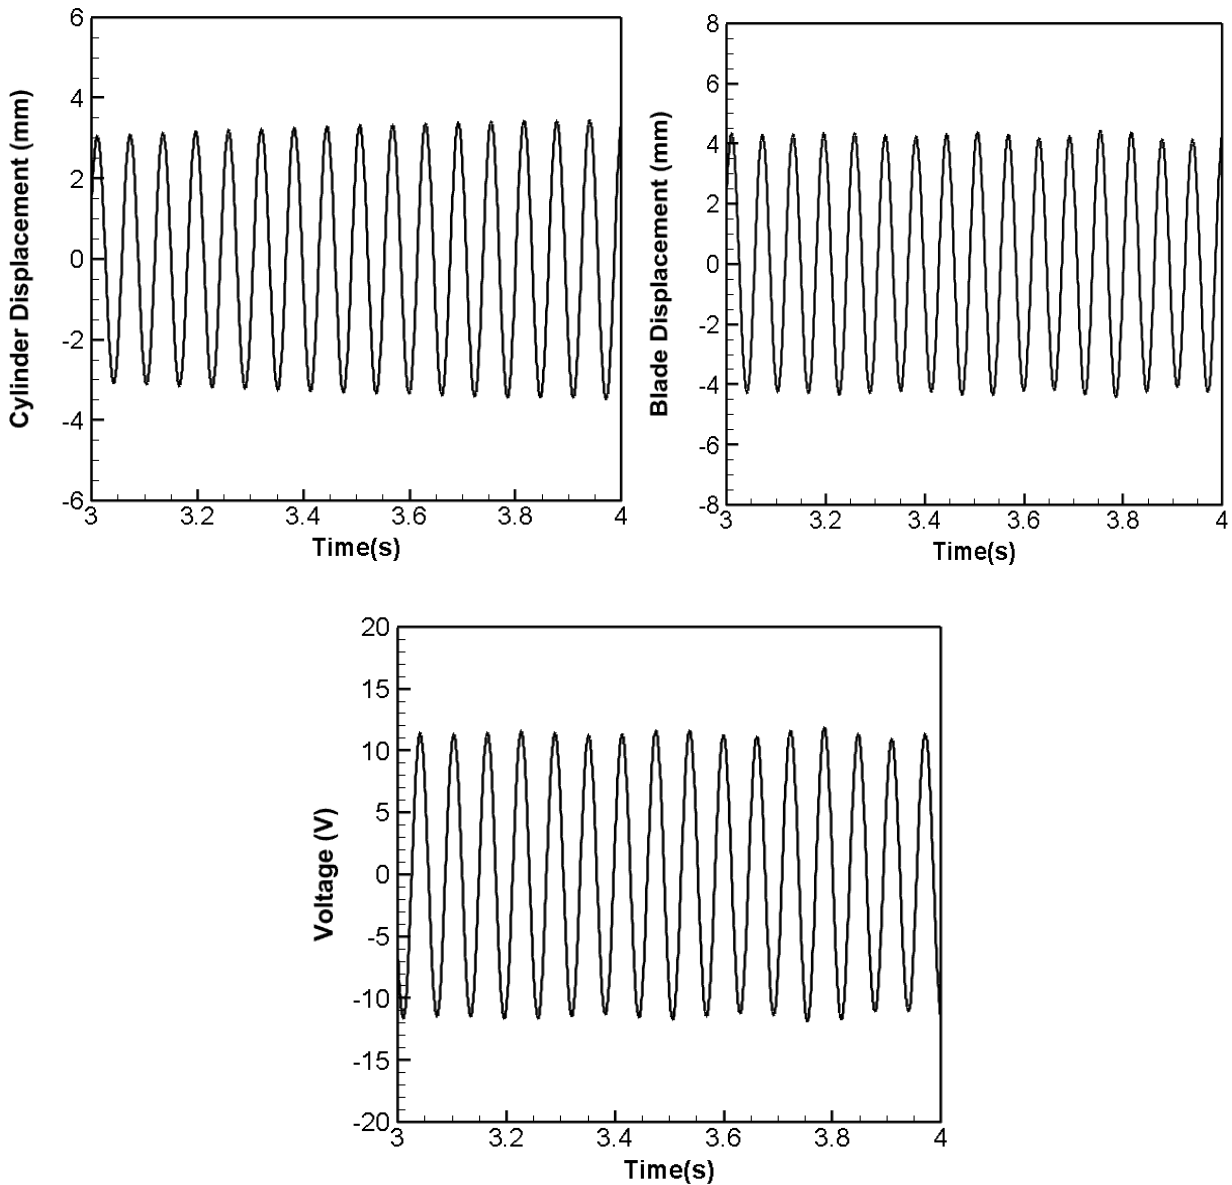 6
4
2
0
-2
-4
-6
Cylinder Displacement (mm)
3 3.2 3.4 3.6 3.8 4
Time(s)
8
6
4
2
0
-2
-4
-6
-8
Blade Displacement (mm)
3 3.2 3.4 3.6 3.8 4
Time(s)
20
15
10
5
0
-5
-10
-15
-20
Voltage (V)
3 3.2 3.4 3.6 3.8 4
Time(s)